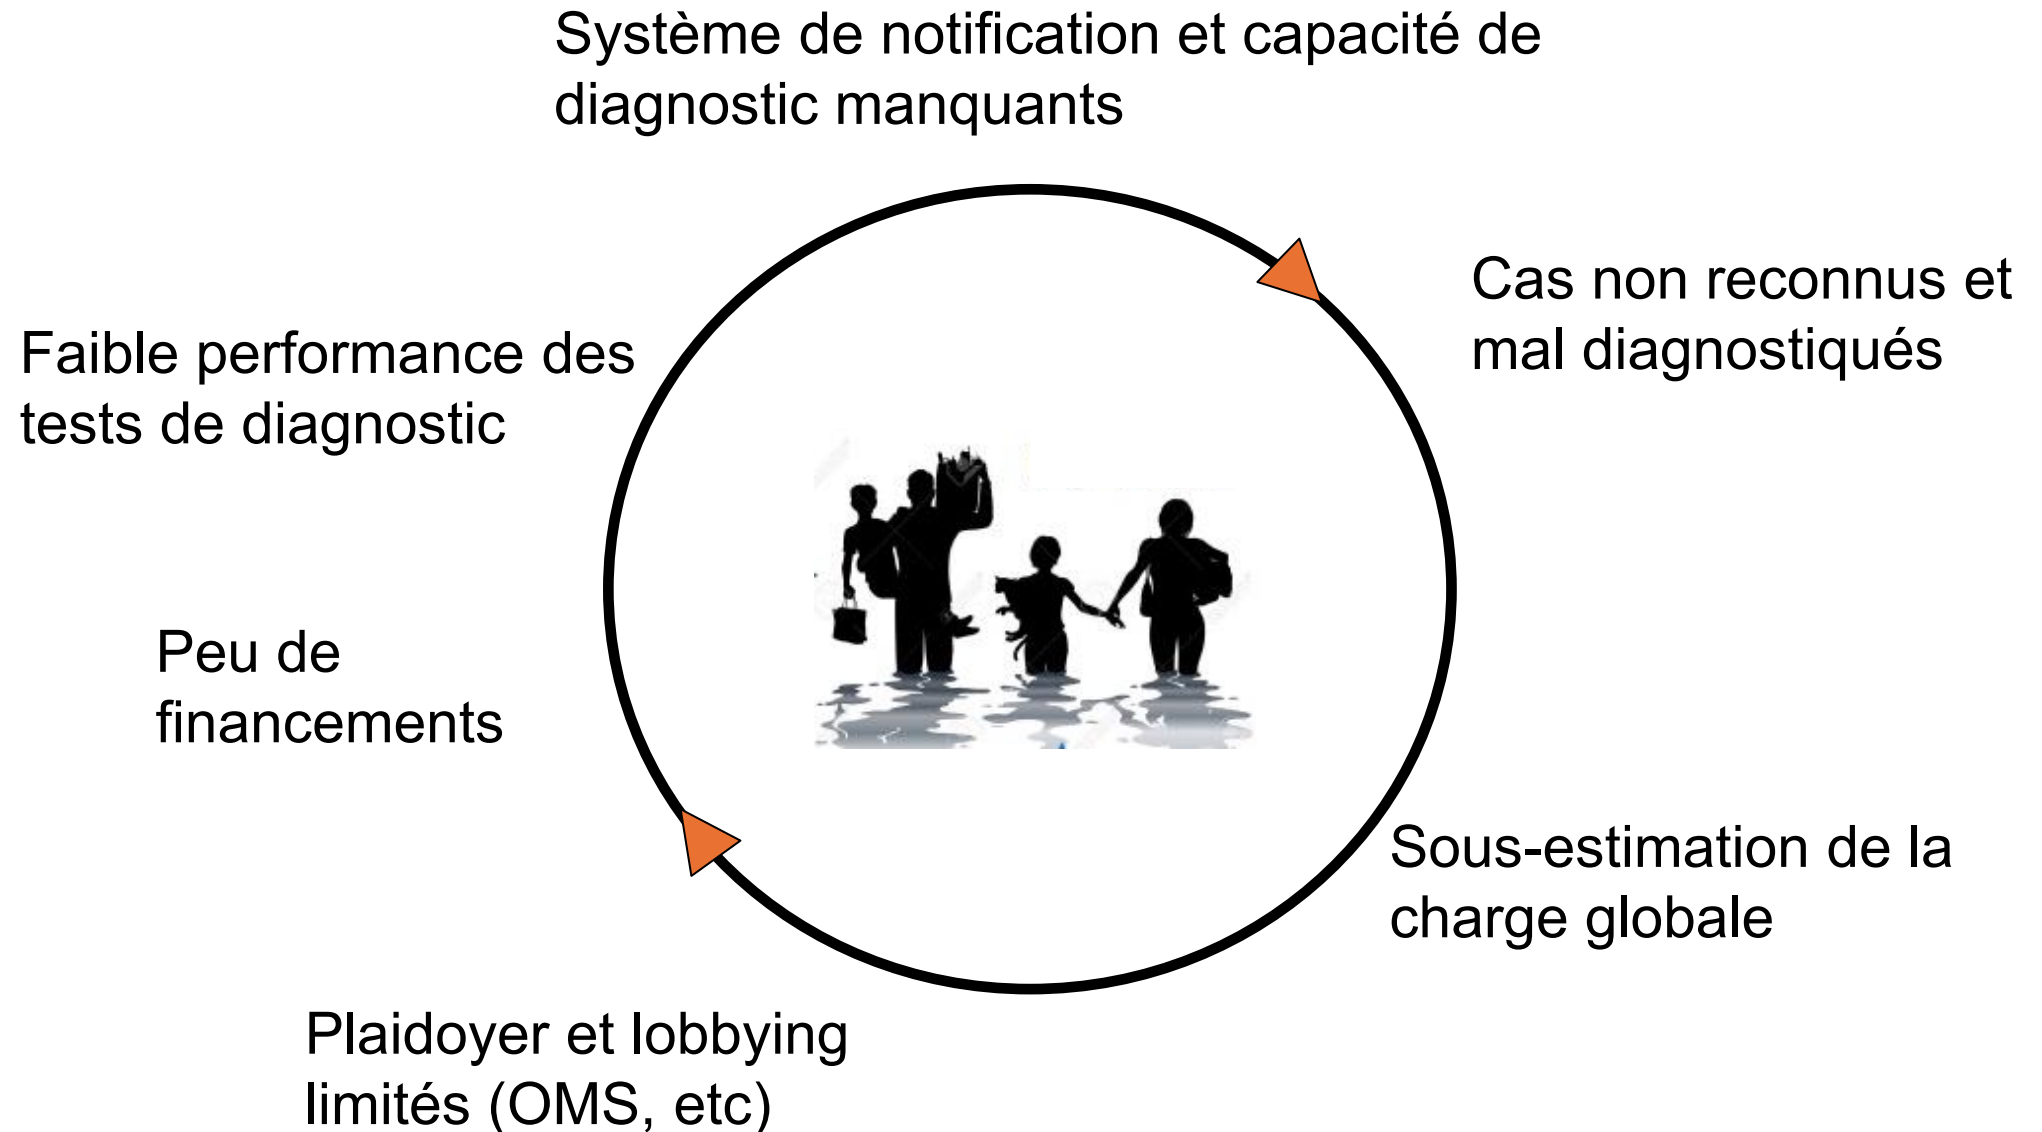 Système de notification et capacité de
diagnostic manquants
Cas non reconnus et
mal diagnostiqués
Sous-estimation de la
charge globale
Plaidoyer et lobbying
limités (OMS, etc)
Peu de
financements
Faible performance des
tests de diagnostic